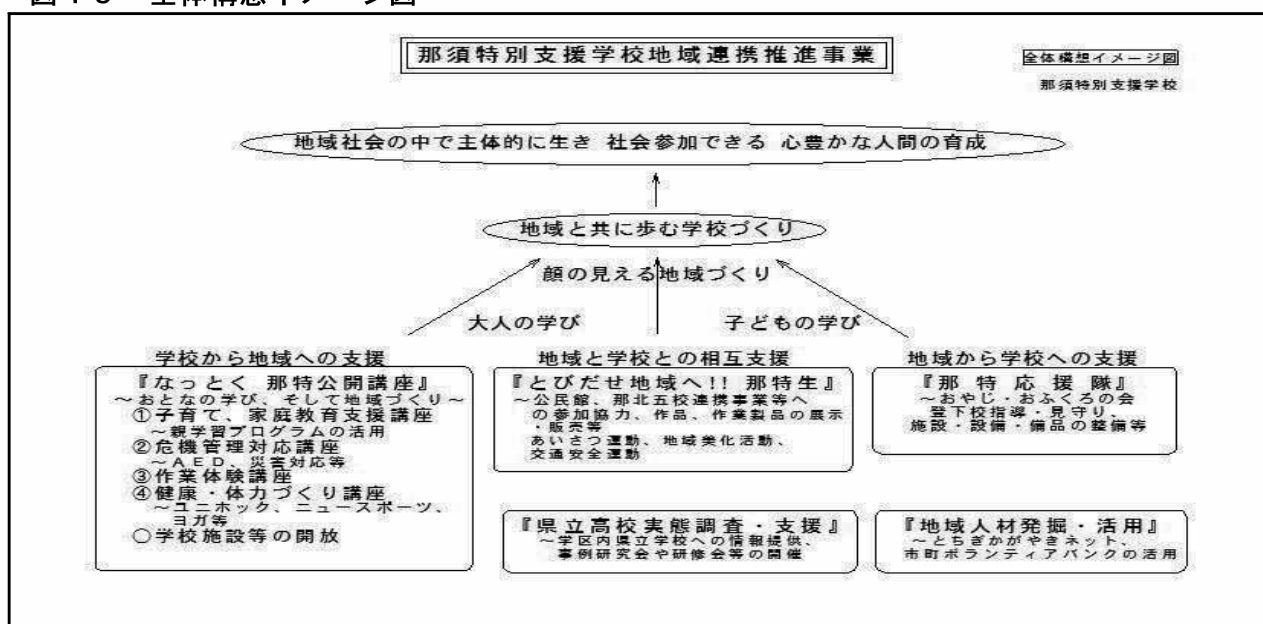 全体構想イメージ図
那須特別支援学校地域連携推進事業
全体構想イメージ図
那須特別支援学校
地域社会の中で主体的に生き 社会参加できる 心豊かな人間の育成
地域と共に歩む学校づくり
顔の見える地域づくり
大人の学び
子どもの学び
学校から地域への支援
『なっとく 那特公開講座』
～おとなの学び、そして地域づくり～
①子育て、家庭教育支援講座
～親学習プログラムの活用
②危機管理対応講座
～AED、災害対応等
③作業体験講座
④健康・体力づくり講座
～ユニホック、ニュースポーツ、
ヨガ等
○学校施設等の開放
地域と学校との相互支援
『とびだせ地域へ!! 那特生』
～公民館、那北五校連携事業等へ
の参加協力、作品、作業製品の展示
・販売等
あいさつ運動、地域美化活動、
交通安全運動
『県立高校実態調査・支援』
～学区内県立学校への情報提供、
事例研究会や研修会等の開催
地域から学校への支援
『那特応援隊』
～おやじ・おふくろの会
登下校指導・見守り、
施設・設備・備品の整備等
『地域人材発掘・活用』
～とちぎかがやきネット、
市町ボランティアバンクの活用